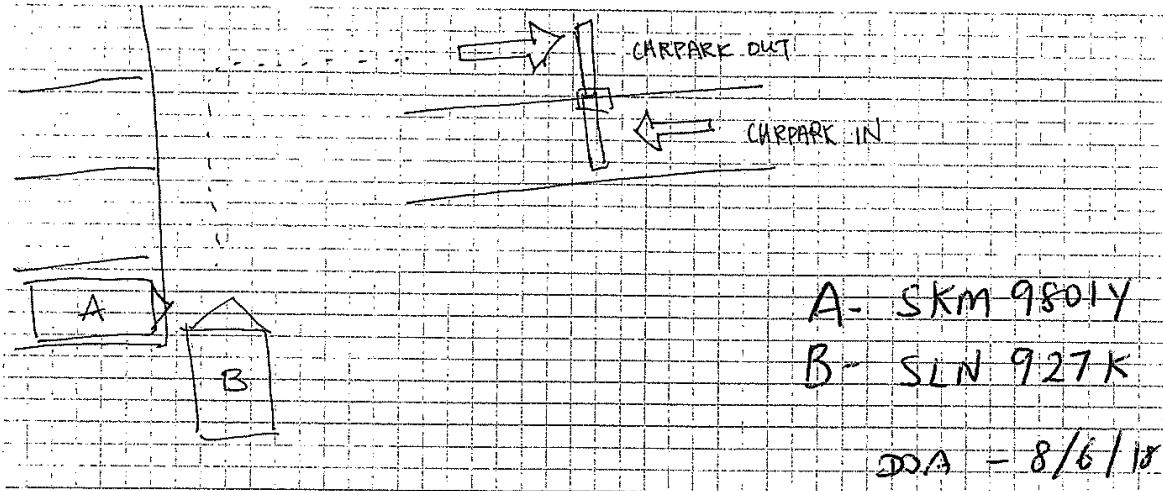 CARPARK OUT
CARPARK IN
A
B
A- SKM 9801Y
B- SLN 927K
DOA - 8/6/18